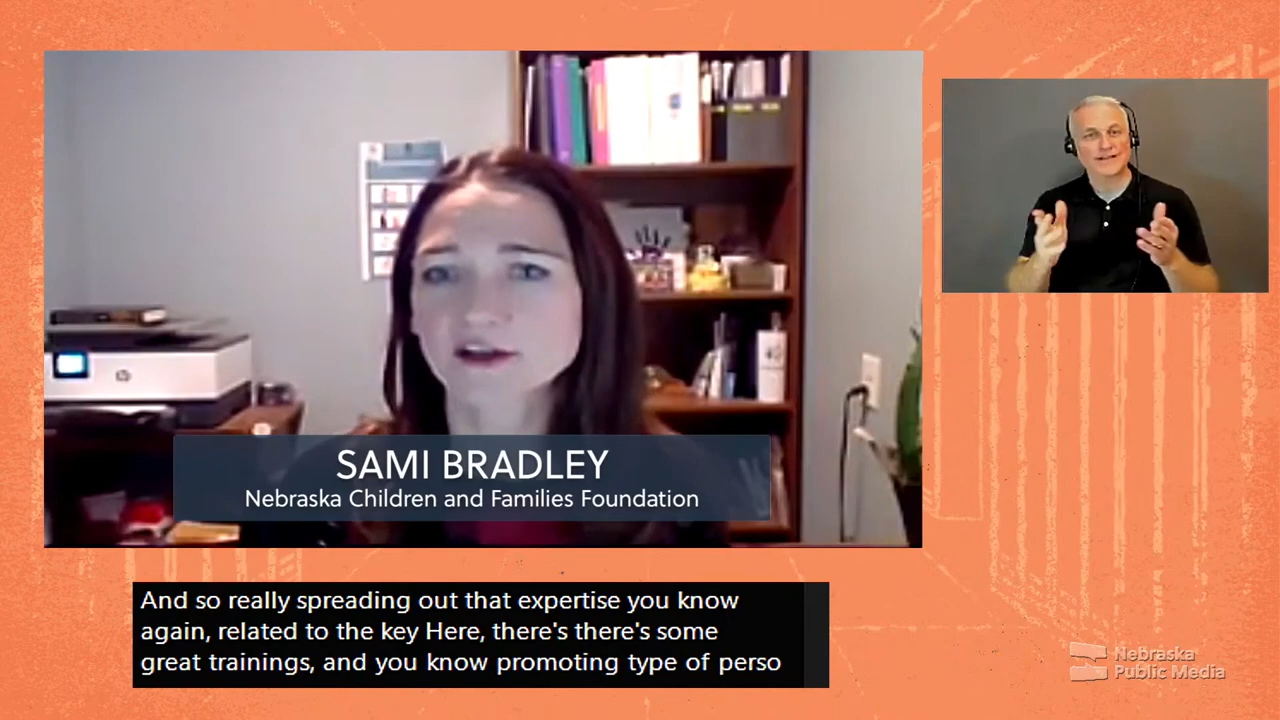 SAMI BRADLEY
Nebraska Children and Families Foundation
And so really spreading out that expertise you know
again, related to the key Here, there's there's some
great trainings, and you know promoting type of perso
Nebraska
Public Media